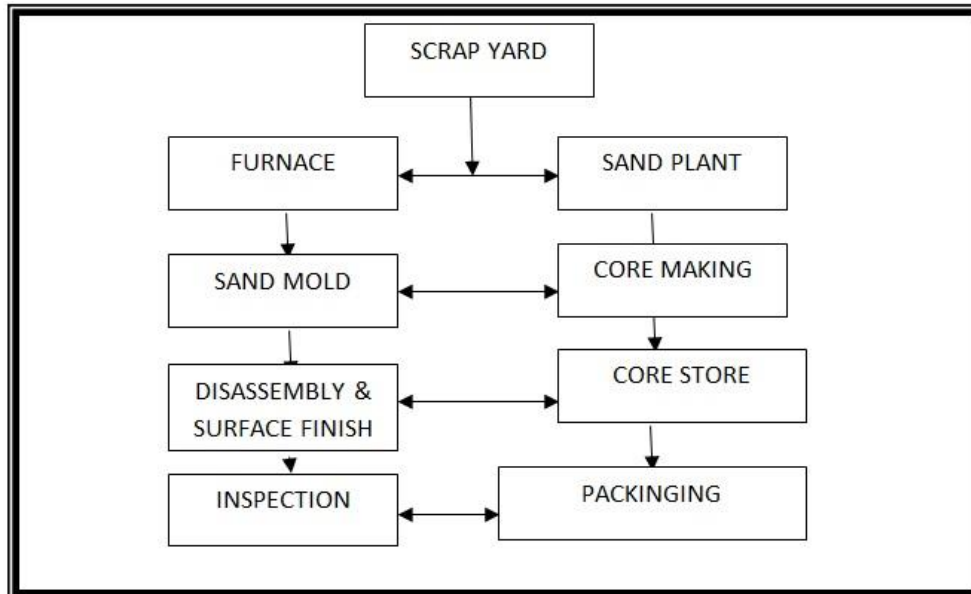 SCRAP YARD
FURNACE
SAND PLANT
SAND MOLD
CORE MAKING
DISASSEMBLY &
SURFACE FINISH
CORE STORE
INSPECTION
PACKINGING